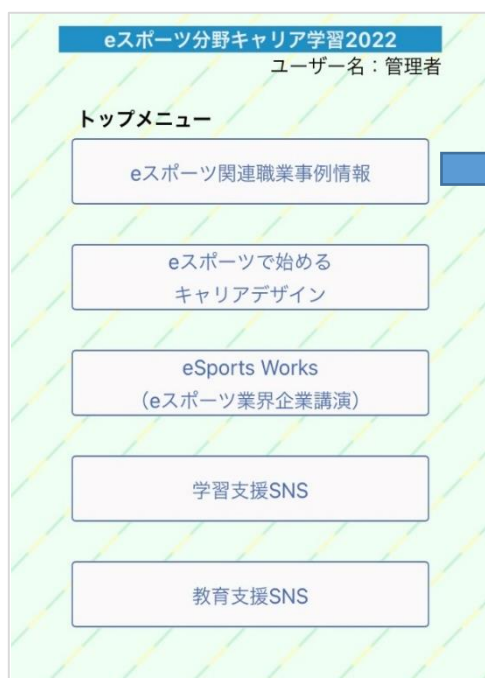 eスポーツ分野キャリア学習2022
ユーザー名：管理者
トップメニュー
eスポーツ関連職業事例情報
eスポーツで始める
キャリアデザイン
eSports Works
（eスポーツ業界企業講演）
学習支援SNS
教育支援SNS